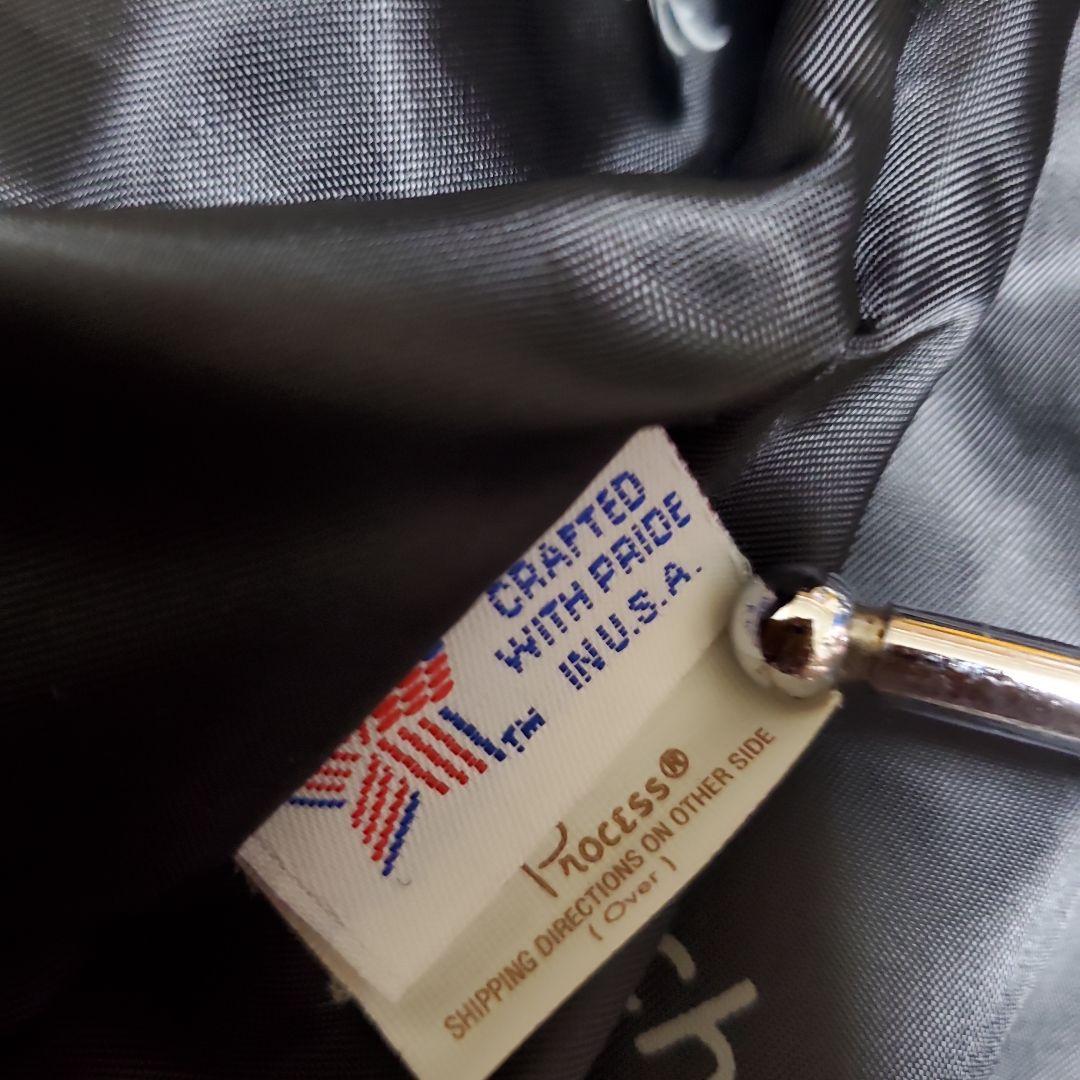 CRAFTED
WITH PRIDE
IN U.S.A.
TM
Process®
SHIPPING DIRECTIONS ON OTHER SIDE
(Over)